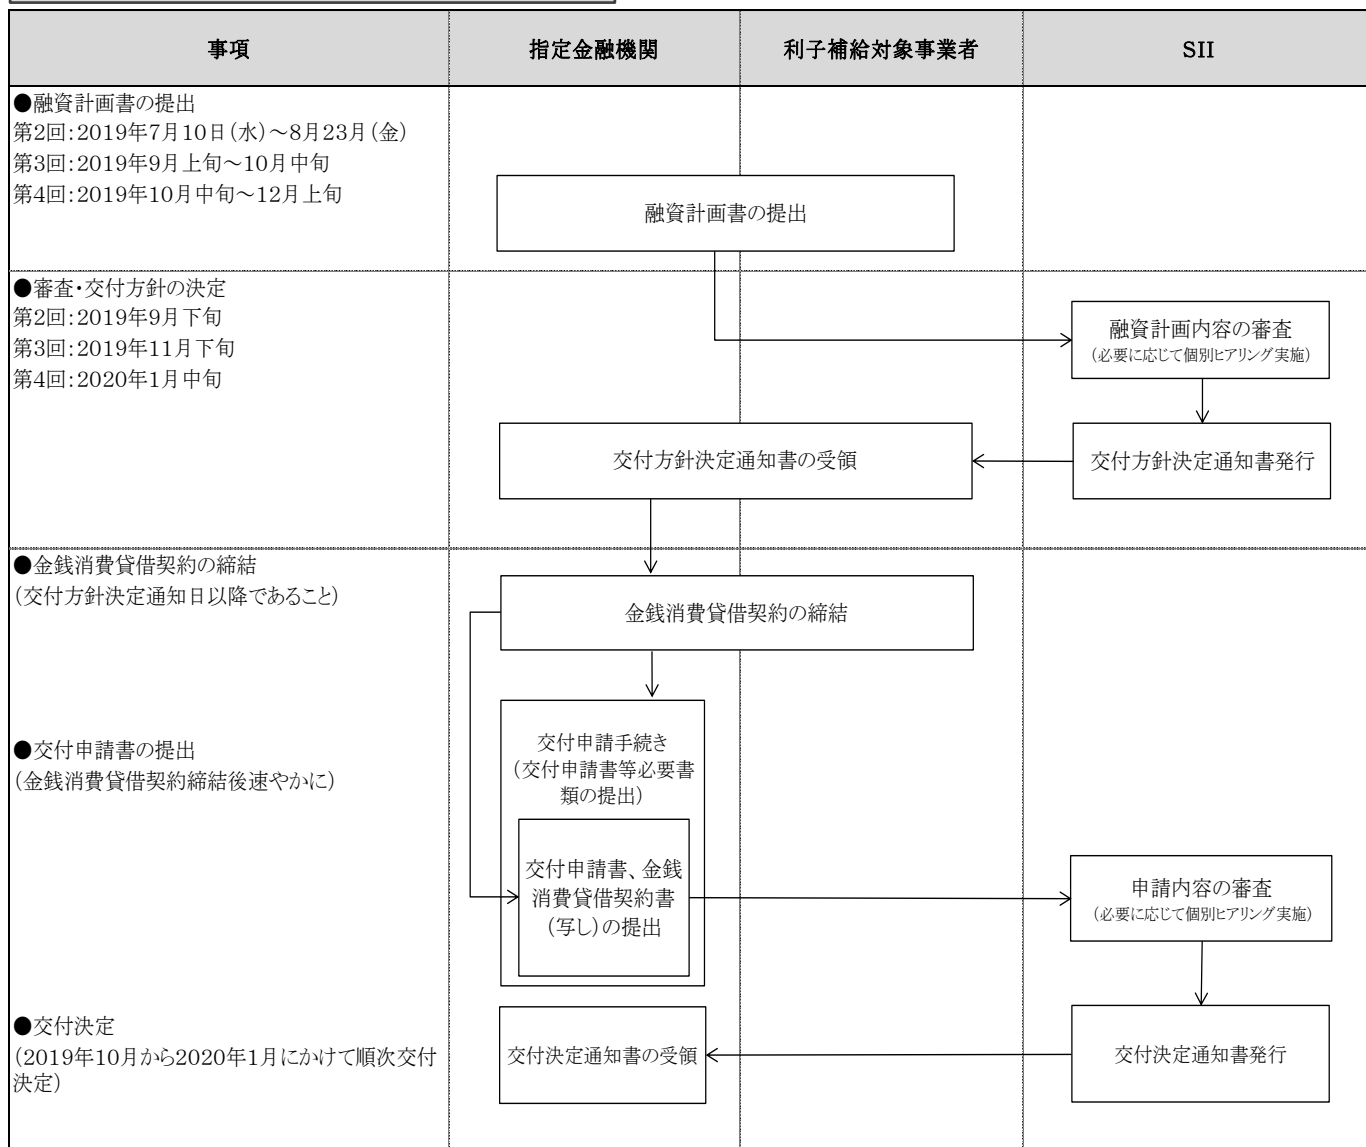 事項
指定金融機関
利子補給対象事業者
SII
●融資計画書の提出
第2回：2019年7月10日（水）～8月23日（金）
第3回：2019年9月上旬～10月中旬
第4回：2019年10月中旬～12月上旬
融資計画書の提出
●審査・交付方針の決定
第2回：2019年9月下旬
第3回：2019年11月下旬
第4回：2020年1月中旬
融資計画内容の審査
（必要に応じて個別ヒアリング実施）
交付方針決定通知書の受領
交付方針決定通知書発行
●金銭消費貸借契約の締結
（交付方針決定通知日以降であること）
金銭消費貸借契約の締結
●交付申請書の提出
（金銭消費貸借契約締結後速やかに）
交付申請手続き
（交付申請書等必要書
類の提出）
交付申請書、金銭
消費貸借契約書
（写し）の提出
申請内容の審査
（必要に応じて個別ヒアリング実施）
●交付決定
（2019年10月から2020年1月にかけて順次交付
決定）
交付決定通知書の受領
交付決定通知書発行